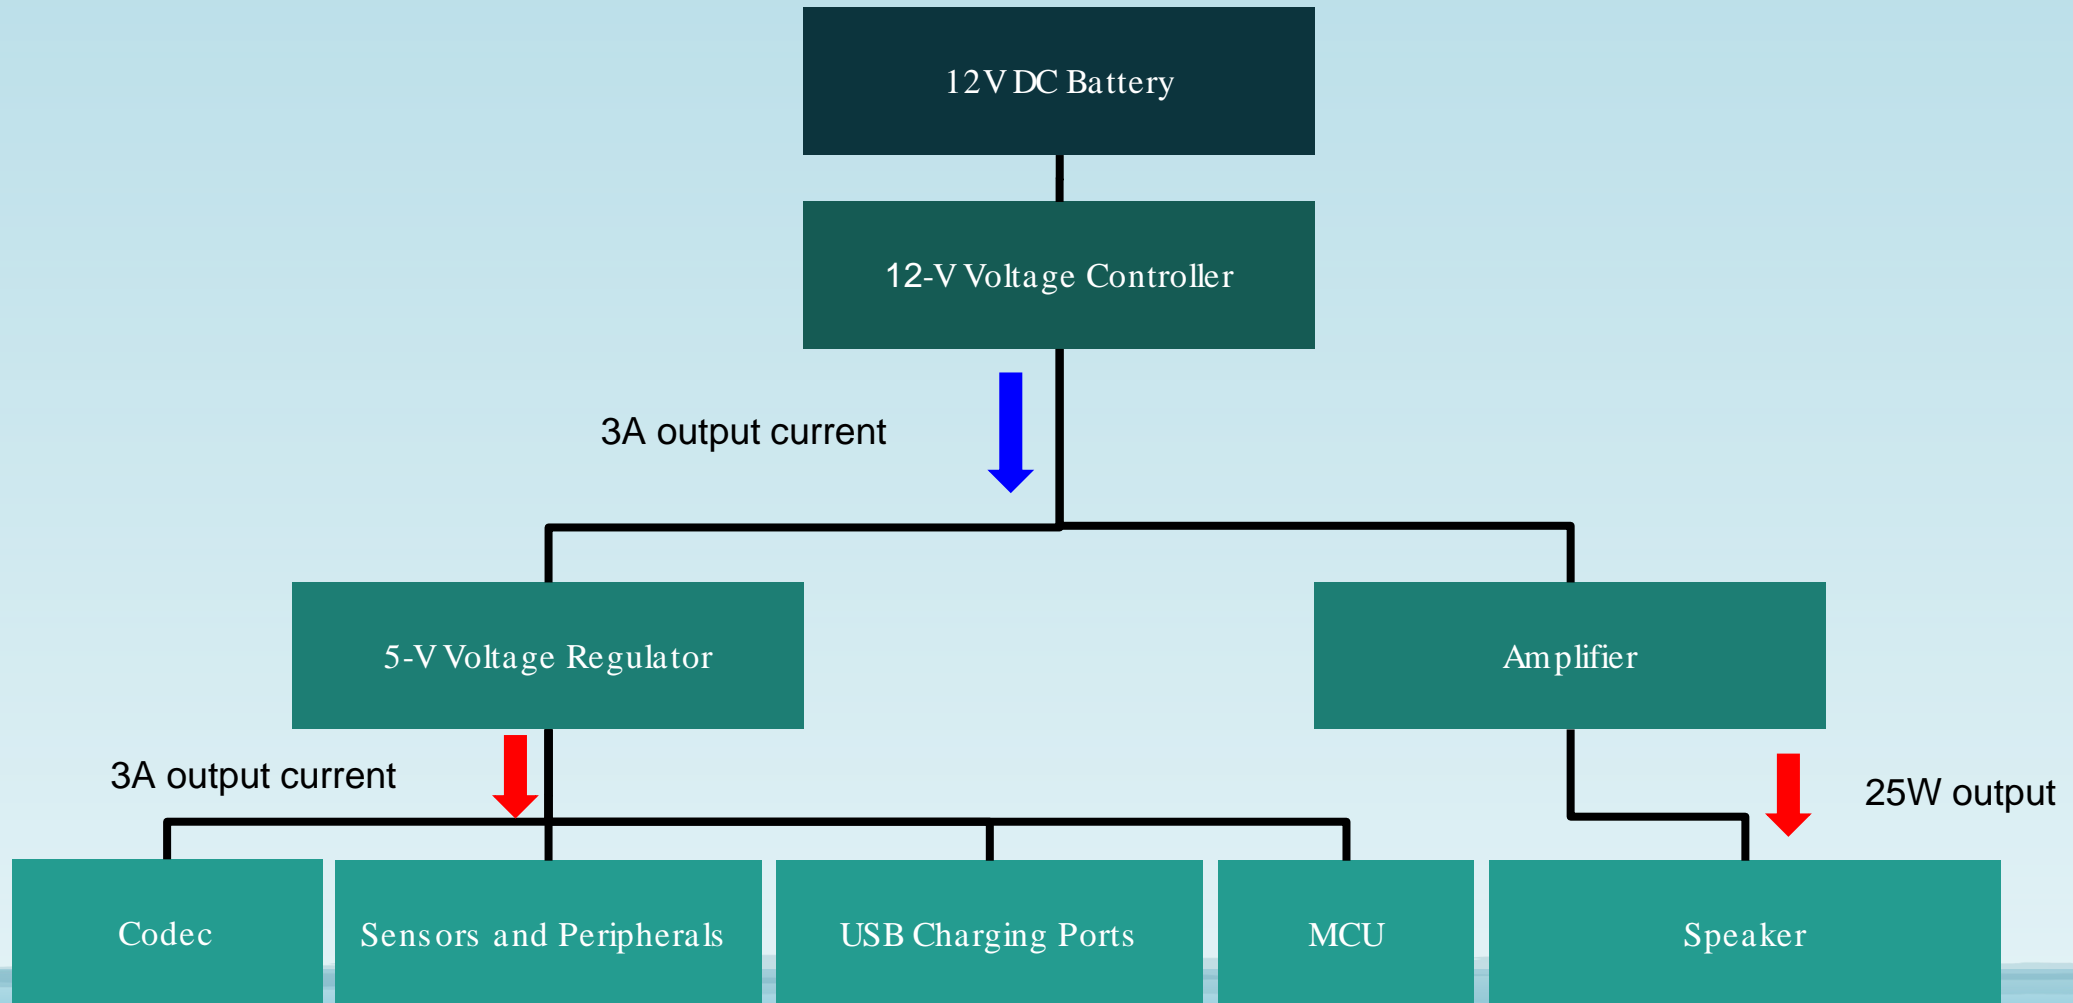 12V DC Battery
12-V Voltage Controller
3A output current
5-V Voltage Regulator
Amplifier
3A output current
25W output
Codec
Sensors and Peripherals
USB Charging Ports
MCU
Speaker